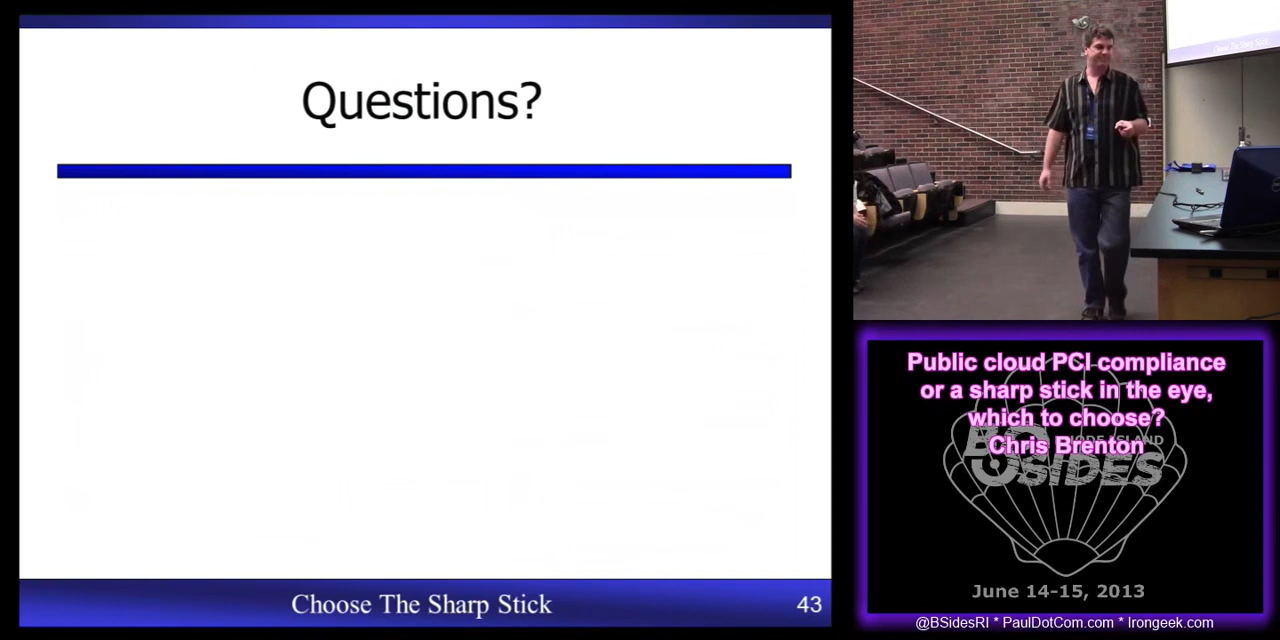 Questions?
Choose The Sharp Stick
43
Public cloud PCI compliance
or a sharp stick in the eye,
which to choose?
Chris Brenton
BSIDES
June 14-15, 2013
@BSidesRI * PaulDotCom.com * Irongeek.com